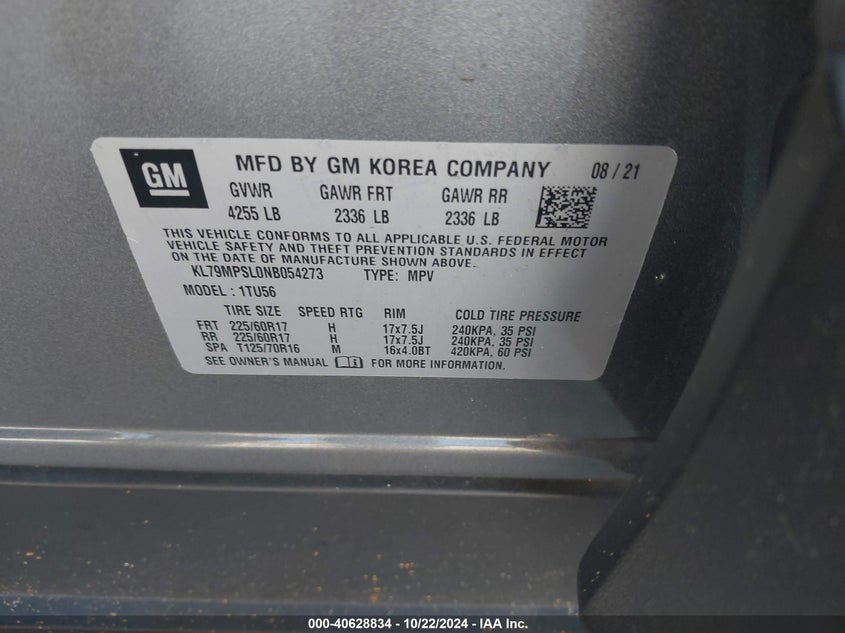 GM
MFD BY GM KOREA COMPANY 08 / 21
GVWR GAWR FRT GAWR RR
4255 LB 2336 LB 2336 LB
THIS VEHICLE CONFORMS TO ALL APPLICABLE U.S. FEDERAL MOTOR
VEHICLE SAFETY AND THEFT PREVENTION STANDARDS IN EFFECT
ON THE DATE OF MANUFACTURE SHOWN ABOVE.
KL79MPSL0NB054273 TYPE: MPV
MODEL : 1TU56
TIRE SIZE SPEED RTG RIM COLD TIRE PRESSURE
FRT 225/60R17 H 17x7.5J 240KPA, 35 PSI
RR 225/60R17 H 17x7.5J 240KPA, 35 PSI
SPA T125/70R16 M 16x4.0BT 420KPA, 60 PSI
SEE OWNER'S MANUAL FOR MORE INFORMATION.
000-40628834 - 10/22/2024 - IAA Inc.